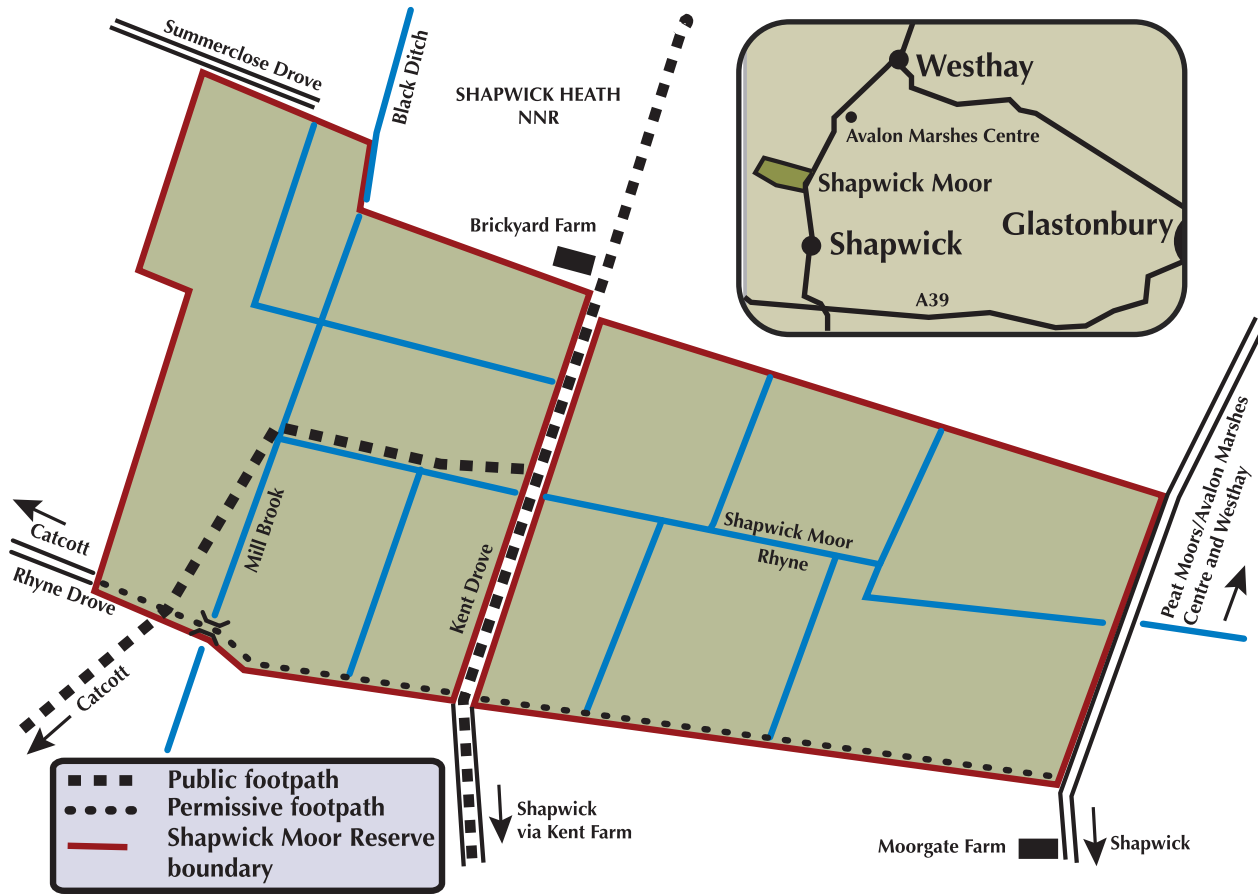 Summerclose Drove
Black Ditch
SHAPWICK HEATH
NNR
Brickyard Farm
Westhay
Avalon Marshes Centre
Shapwick Moor
Glastonbury
Shapwick
A39
Peat Moors/Avalon Marshes
Centre and Westhay
Mill Brook
Kent Drove
Shapwick Moor
Rhyne
Catcott
Rhyne Drove
Catcott
Public footpath
Permissive footpath
Shapwick Moor Reserve
boundary
Shapwick
via Kent Farm
Moorgate Farm
Shapwick